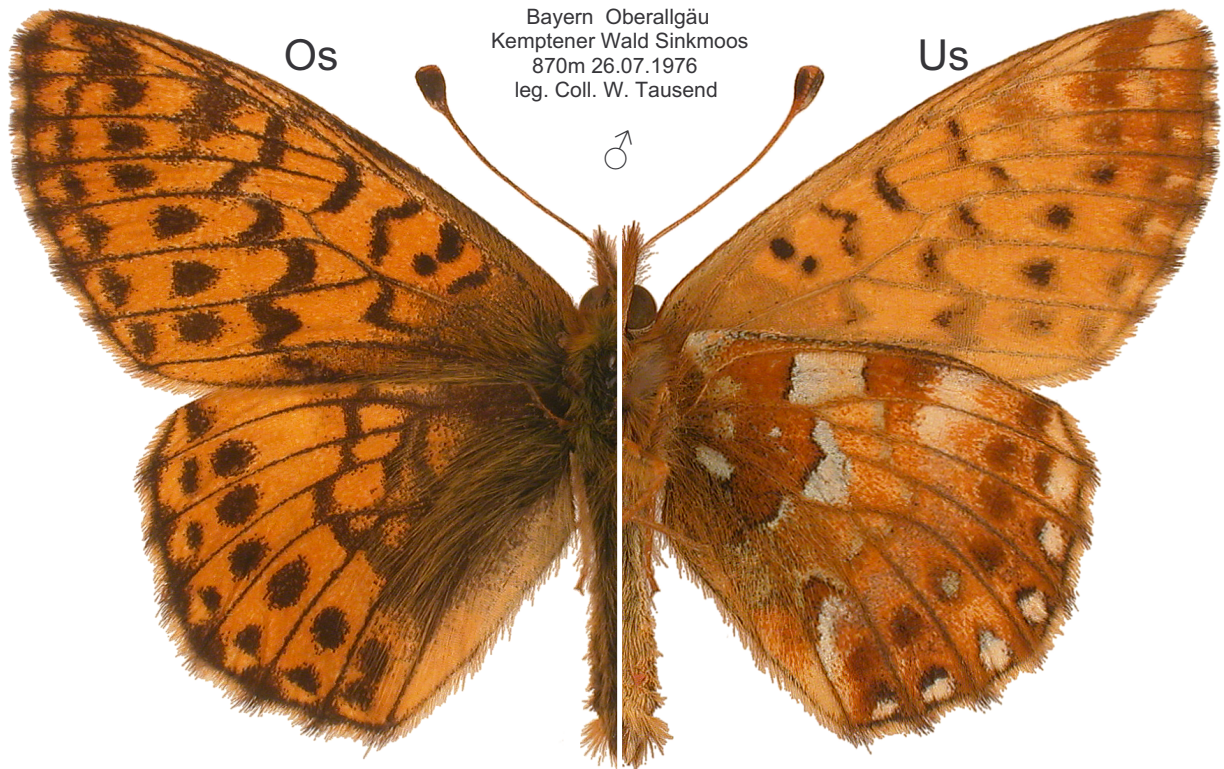 Bayern Oberallgäu
Kemptener Wald Sinkmoos
870m 26.07.1976
leg. Coll. W. Tausend
♂
Os
Us